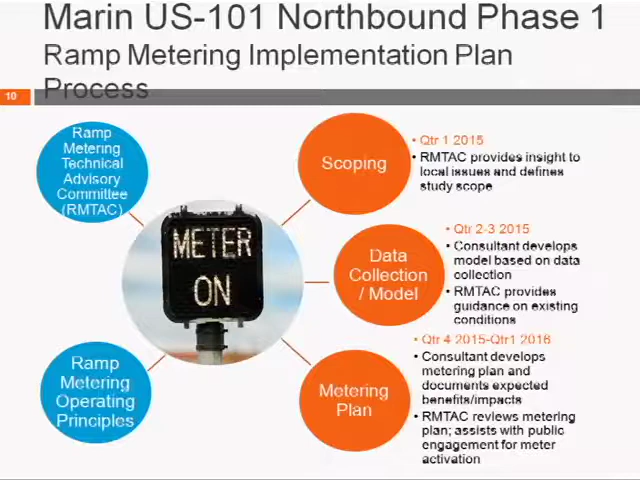 Marin US-101 Northbound Phase 1
Ramp Metering Implementation Plan
Process
10
Ramp
Metering
Technical
Advisory
Committee
(RMTAC)
METER
ON
Ramp
Metering
Operating
Principles
Scoping
• Qtr 1 2015
• RMTAC provides insight to
local issues and defines
study scope
Data
Collection
/ Model
• Qtr 2-3 2015
• Consultant develops
model based on data
collection
• RMTAC provides
guidance on existing
conditions
Metering
Plan
• Qtr 4 2015-Qtr1 2016
• Consultant develops
metering plan and
documents expected
benefits/impacts
• RMTAC reviews metering
plan; assists with public
engagement for meter
activation